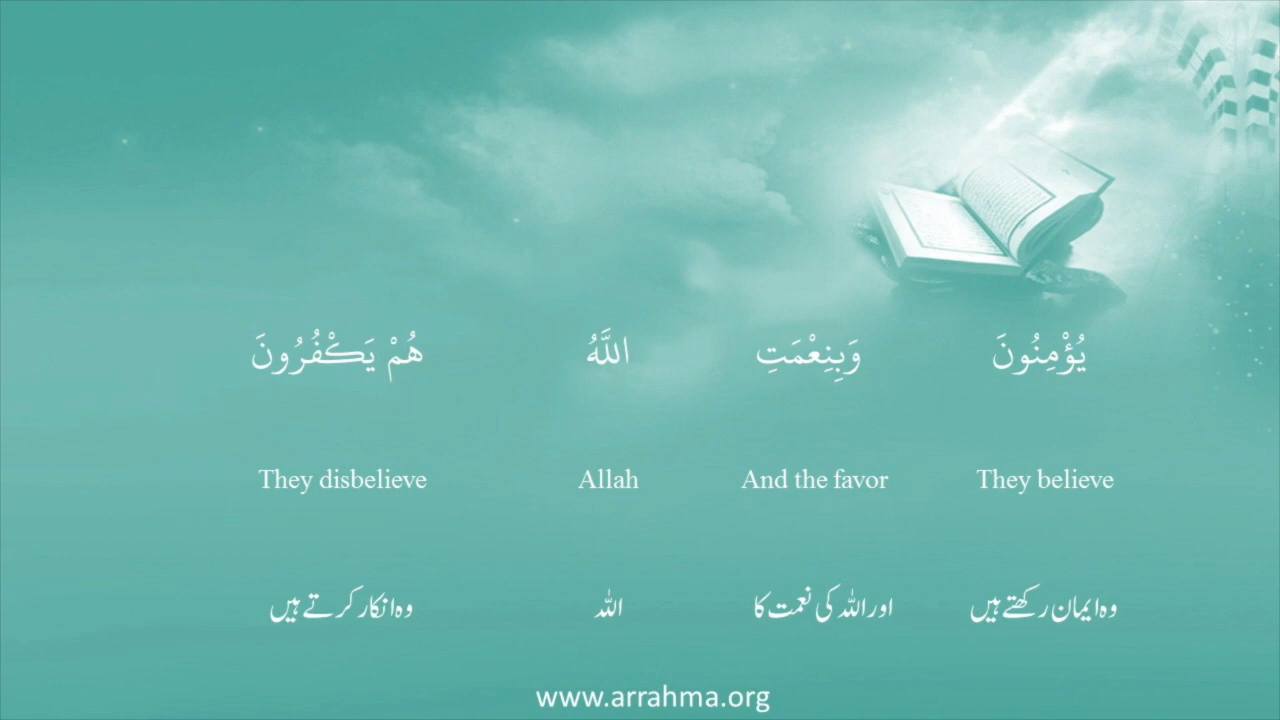 يُؤْمِنُونَ وَبِنِعْمَتِ اللَّهُ هُمْ يَكْفُرُونَ
They disbelieve Allah And the favor They believe
وہ ایمان رکھتے ہیں اور اللہ کی نعمت کا اللہ وہ انکار کرتے ہیں
www.arrahma.org